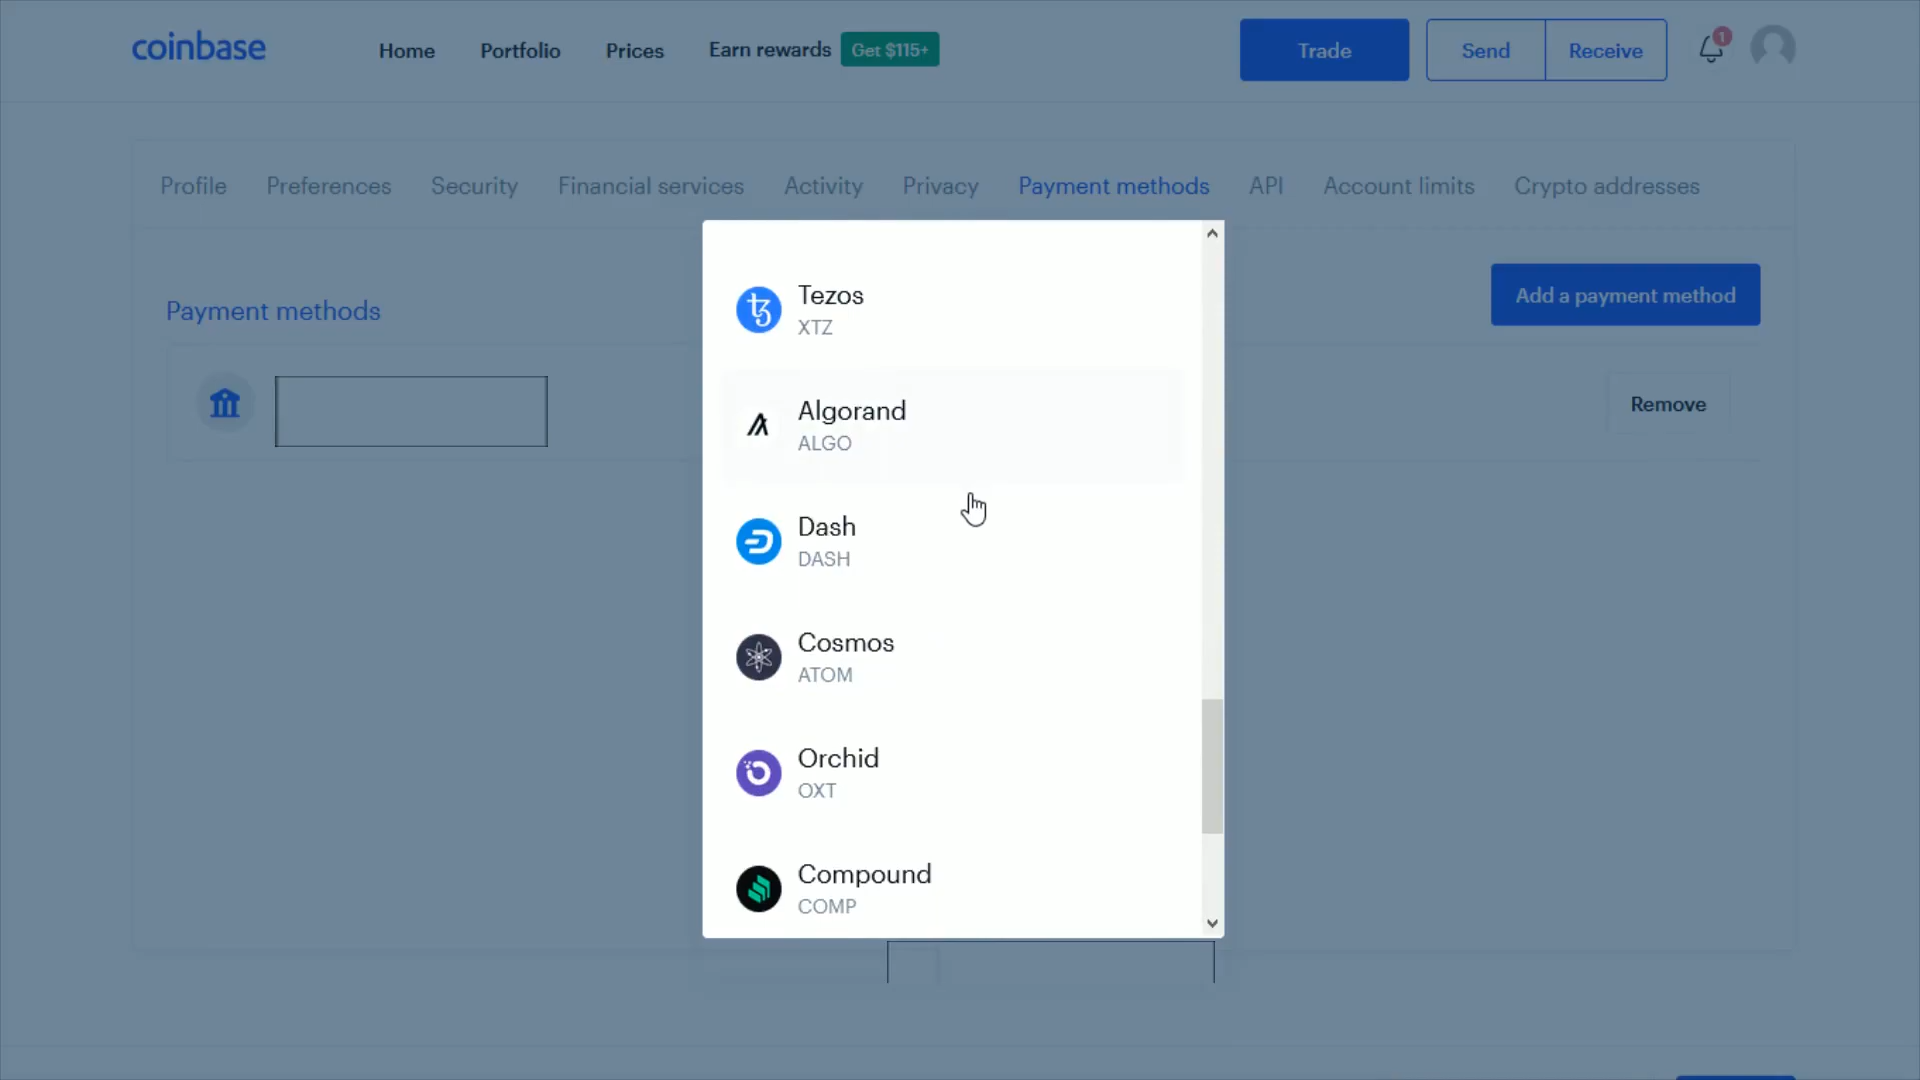 coinbase Home Portfolio Prices Earn rewards Get $115+ Trade Send Receive 1
Profile Preferences Security Financial services Activity Privacy Payment methods API Account limits Crypto addresses
Payment methods
Add a payment method
Remove
Tezos
XTZ
Algorand
ALGO
Dash
DASH
Cosmos
ATOM
Orchid
OXT
Compound
COMP